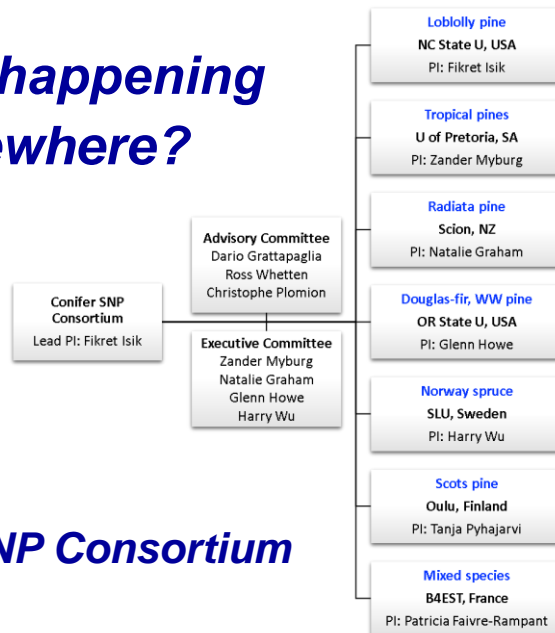 happening
where?
Conifer SNP
Consortium
Lead PI: Fikret Isik
Advisory Committee
Dario Grattapaglia
Ross Whetten
Christophe Plomion
Executive Committee
Zander Myburg
Natalie Graham
Glenn Howe
Harry Wu
Loblolly pine
NC State U, USA
PI: Fikret Isik
Tropical pines
U of Pretoria, SA
PI: Zander Myburg
Radiata pine
Scion, NZ
PI: Natalie Graham
Douglas-fir, WW pine
OR State U, USA
PI: Glenn Howe
Norway spruce
SLU, Sweden
PI: Harry Wu
Scots pine
Oulu, Finland
PI: Tanja Pyhajarvi
Mixed species
B4EST, France
PI: Patricia Faivre-Rampant
NP Consortium